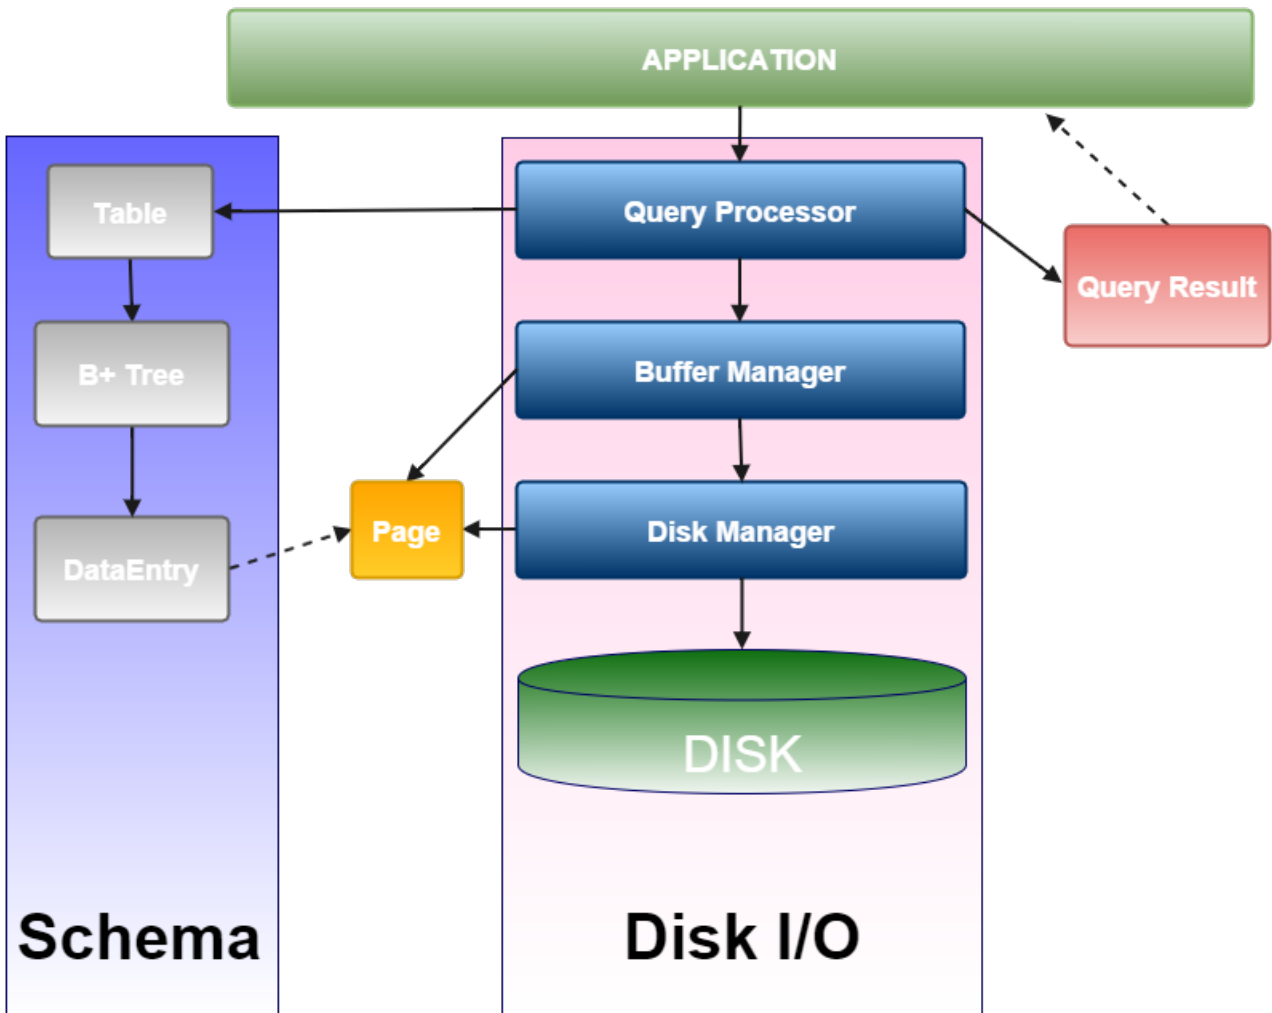 APPLICATION
Table
Query Processor
Query Result
B+ Tree
Buffer Manager
Page
Disk Manager
DataEntry
DISK
Schema
Disk I/O